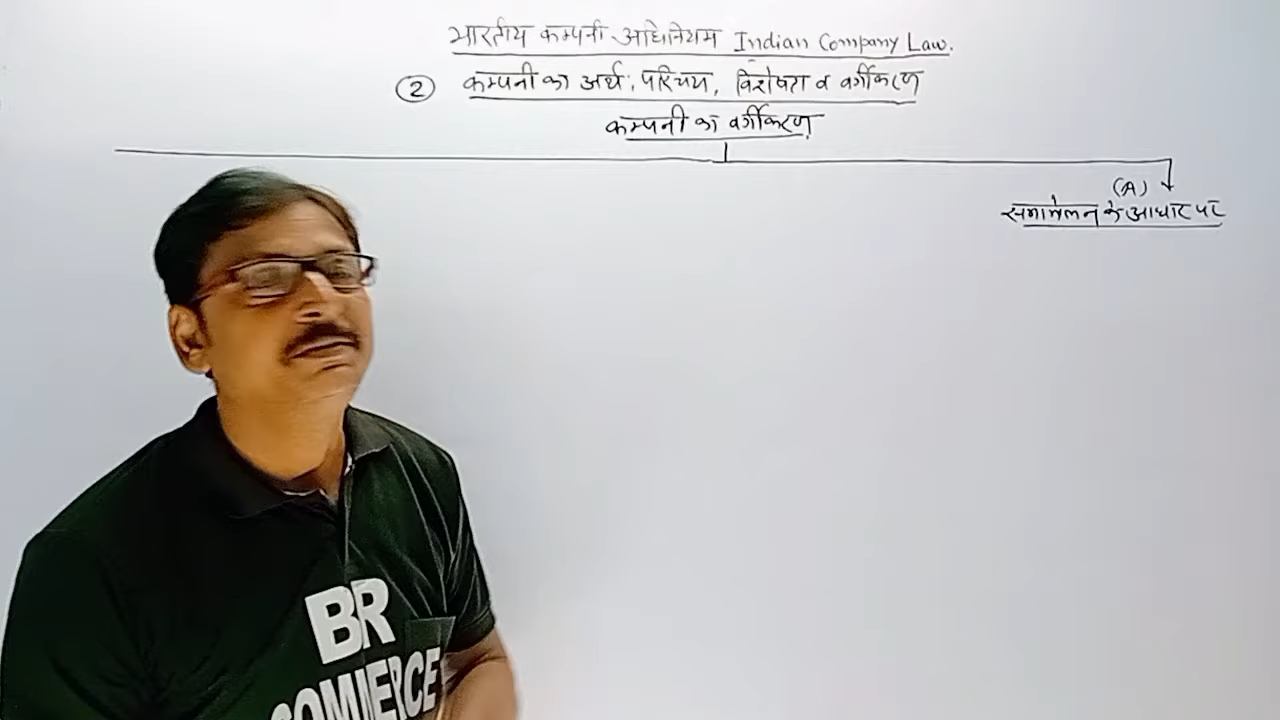 भारतीय कम्पनी अधिनियम Indian Company Law.
② कम्पनी का अर्थ, परिचय, विशेषता व वर्गीकरण
कम्पनी का वर्गीकरण
(A)
समामेलन के आधार पर
BR
COMMERCE